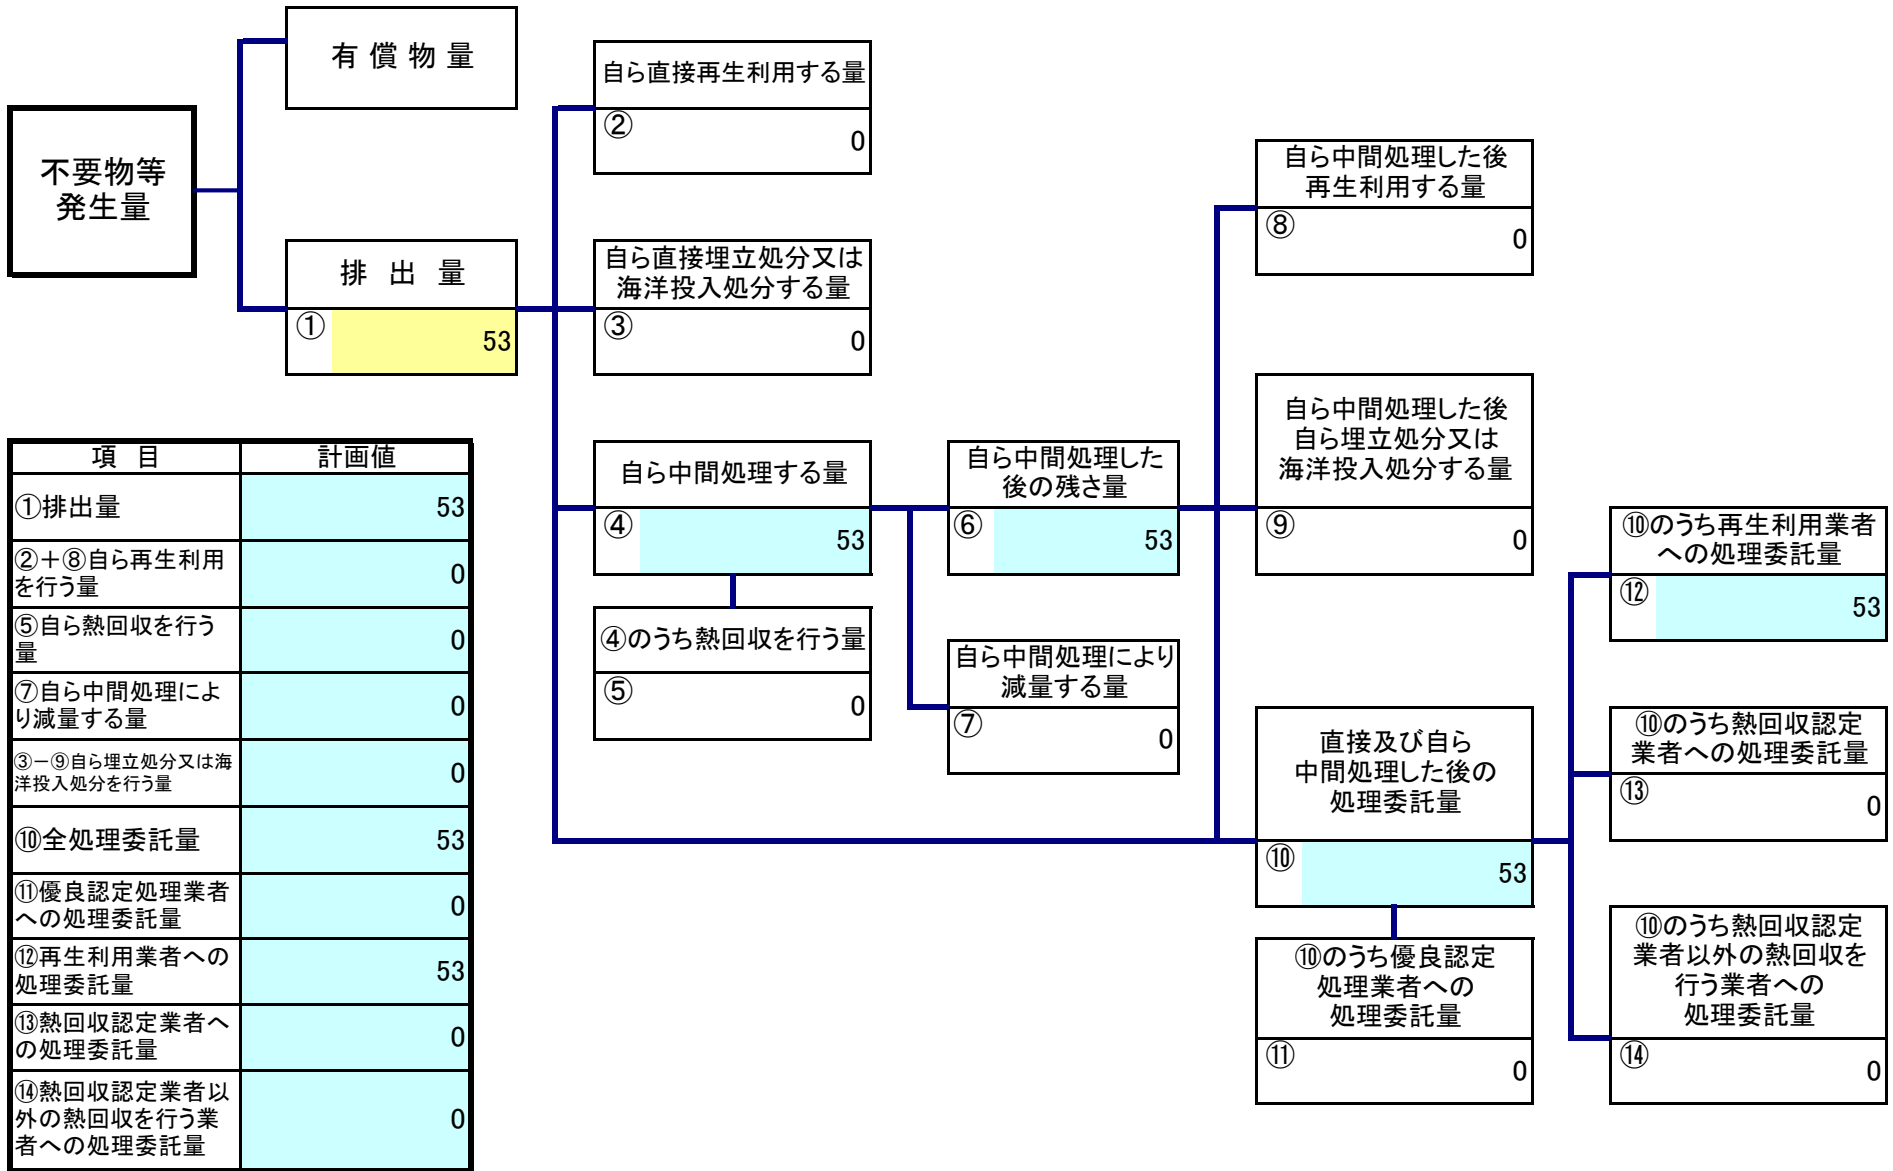 有 償 物 量
不要物等
発生量
排 出 量
①
53
自ら直接再生利用する量
②
0
自ら直接埋立処分又は
海洋投入処分する量
③
0
自ら中間処理する量
④
53
④のうち熱回収を行う量
⑤
0
自ら中間処理した
後の残さ量
⑥
53
自ら中間処理により
減量する量
⑦
0
自ら中間処理した後
再生利用する量
⑧
0
自ら中間処理した後
自ら埋立処分又は
海洋投入処分する量
⑨
0
直接及び自ら
中間処理した後の
処理委託量
⑩
53
⑩のうち優良認定
処理業者への
処理委託量
⑪
0
⑩のうち再生利用業者
への処理委託量
⑫
53
⑩のうち熱回収認定
業者への処理委託量
⑬
0
⑩のうち熱回収認定
業者以外の熱回収を
行う業者への
処理委託量
⑭
0
項 目 計画値
①排出量 53
②＋⑧自ら再生利用
を行う量 0
⑤自ら熱回収を行う
量 0
⑦自ら中間処理によ
り減量する量 0
③－⑨自ら埋立処分又は海
洋投入処分を行う量 0
⑩全処理委託量 53
⑪優良認定処理業者
への処理委託量 0
⑫再生利用業者への
処理委託量 53
⑬熱回収認定業者へ
の処理委託量 0
⑭熱回収認定業者以
外の熱回収を行う業
者への処理委託量 0